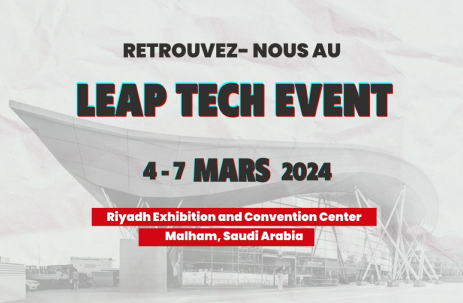 RETROUVEZ- NOUS AU
LEAP TECH EVENT
4 - 7 MARS 2024
Riyadh Exhibition and Convention Center
Malham, Saudi Arabia